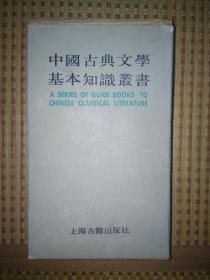 中國古典文學
基本知識叢書
A SERIES OF GUIDE BOOKS TO
CHINESE CLASSICAL LITERATURE
上海古籍出版社